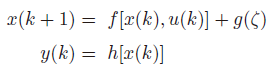 x(k + 1) = f[x(k), u(k)] + g(ζ)
y(k) = h[x(k)]